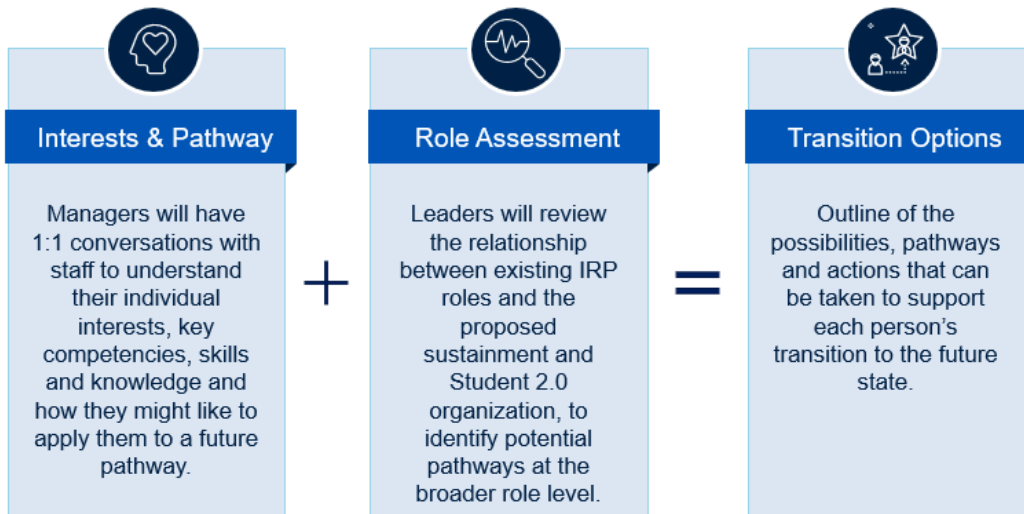 Interests & Pathway
Managers will have
1:1 conversations with
staff to understand
their individual
interests, key
competencies, skills
and knowledge and
how they might like to
apply them to a future
pathway.
+
Role Assessment
Leaders will review
the relationship
between existing IRP
roles and the
proposed
sustainment and
Student 2.0
organization, to
identify potential
pathways at the
broader role level.
=
Transition Options
Outline of the
possibilities, pathways
and actions that can
be taken to support
each person’s
transition to the future
state.